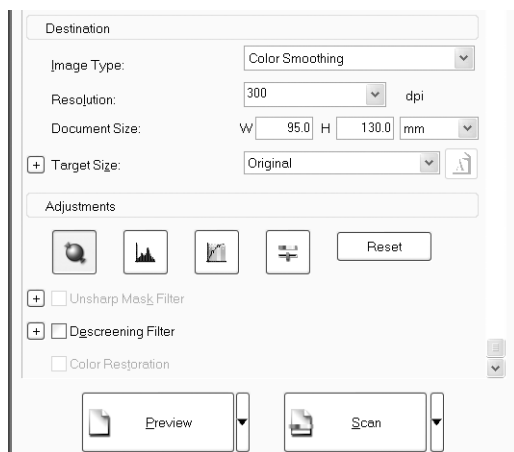 Destination
Image Type: Color Smoothing
Resolution: 300 dpi
Document Size: W 95.0 H 130.0 mm
+ Target Size: Original
Adjustments
Reset
+ Unsharp Mask Filter
+ Descreening Filter
Color Restoration
Preview Scan